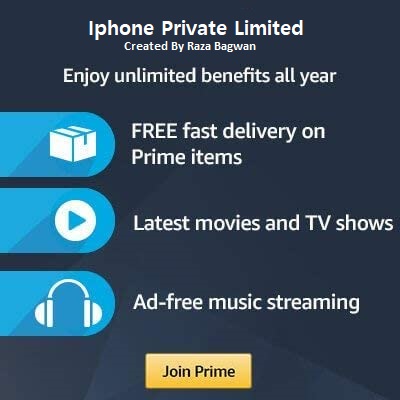 Iphone Private Limited
Created By Raza Bagwan
Enjoy unlimited benefits all year
FREE fast delivery on
Prime items
Latest movies and TV shows
Ad-free music streaming
Join Prime